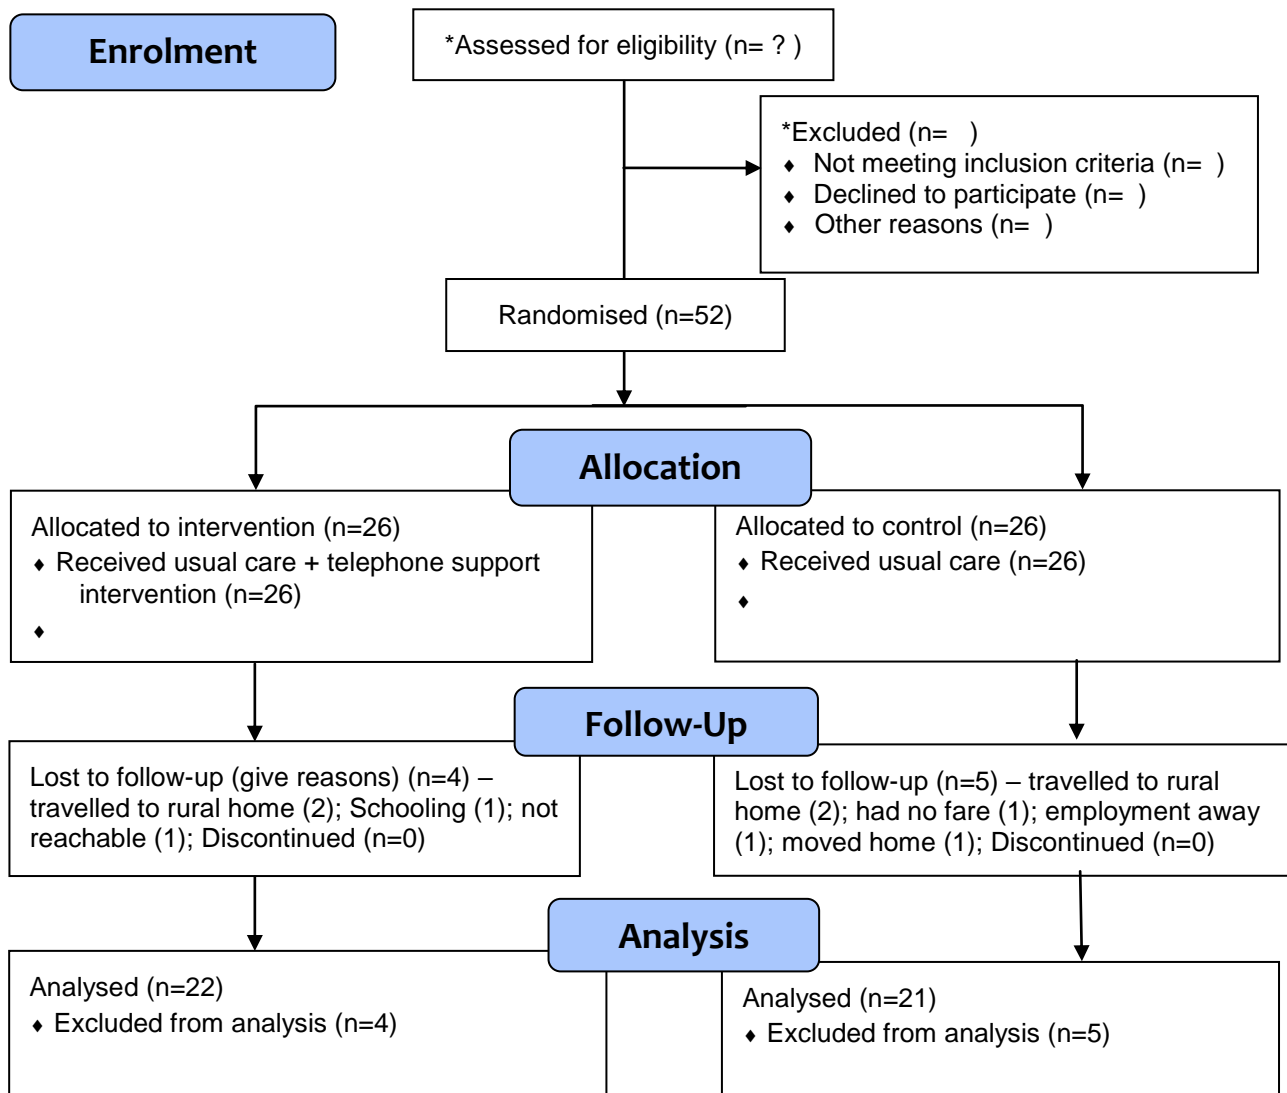 Enrolment
*Assessed for eligibility (n= ? )
*Excluded (n=   )
♦ Not meeting inclusion criteria (n=  )
♦ Declined to participate (n=  )
♦ Other reasons (n=  )
Randomised (n=52)
Allocation
Allocated to intervention (n=26)
♦ Received usual care + telephone support
intervention (n=26)
♦
Allocated to control (n=26)
♦ Received usual care (n=26)
♦
Follow-Up
Lost to follow-up (give reasons) (n=4) –
travelled to rural home (2); Schooling (1); not
reachable (1); Discontinued (n=0)
Lost to follow-up (n=5) – travelled to rural
home (2); had no fare (1); employment away
(1); moved home (1); Discontinued (n=0)
Analysis
Analysed (n=22)
♦ Excluded from analysis (n=4)
Analysed (n=21)
♦ Excluded from analysis (n=5)